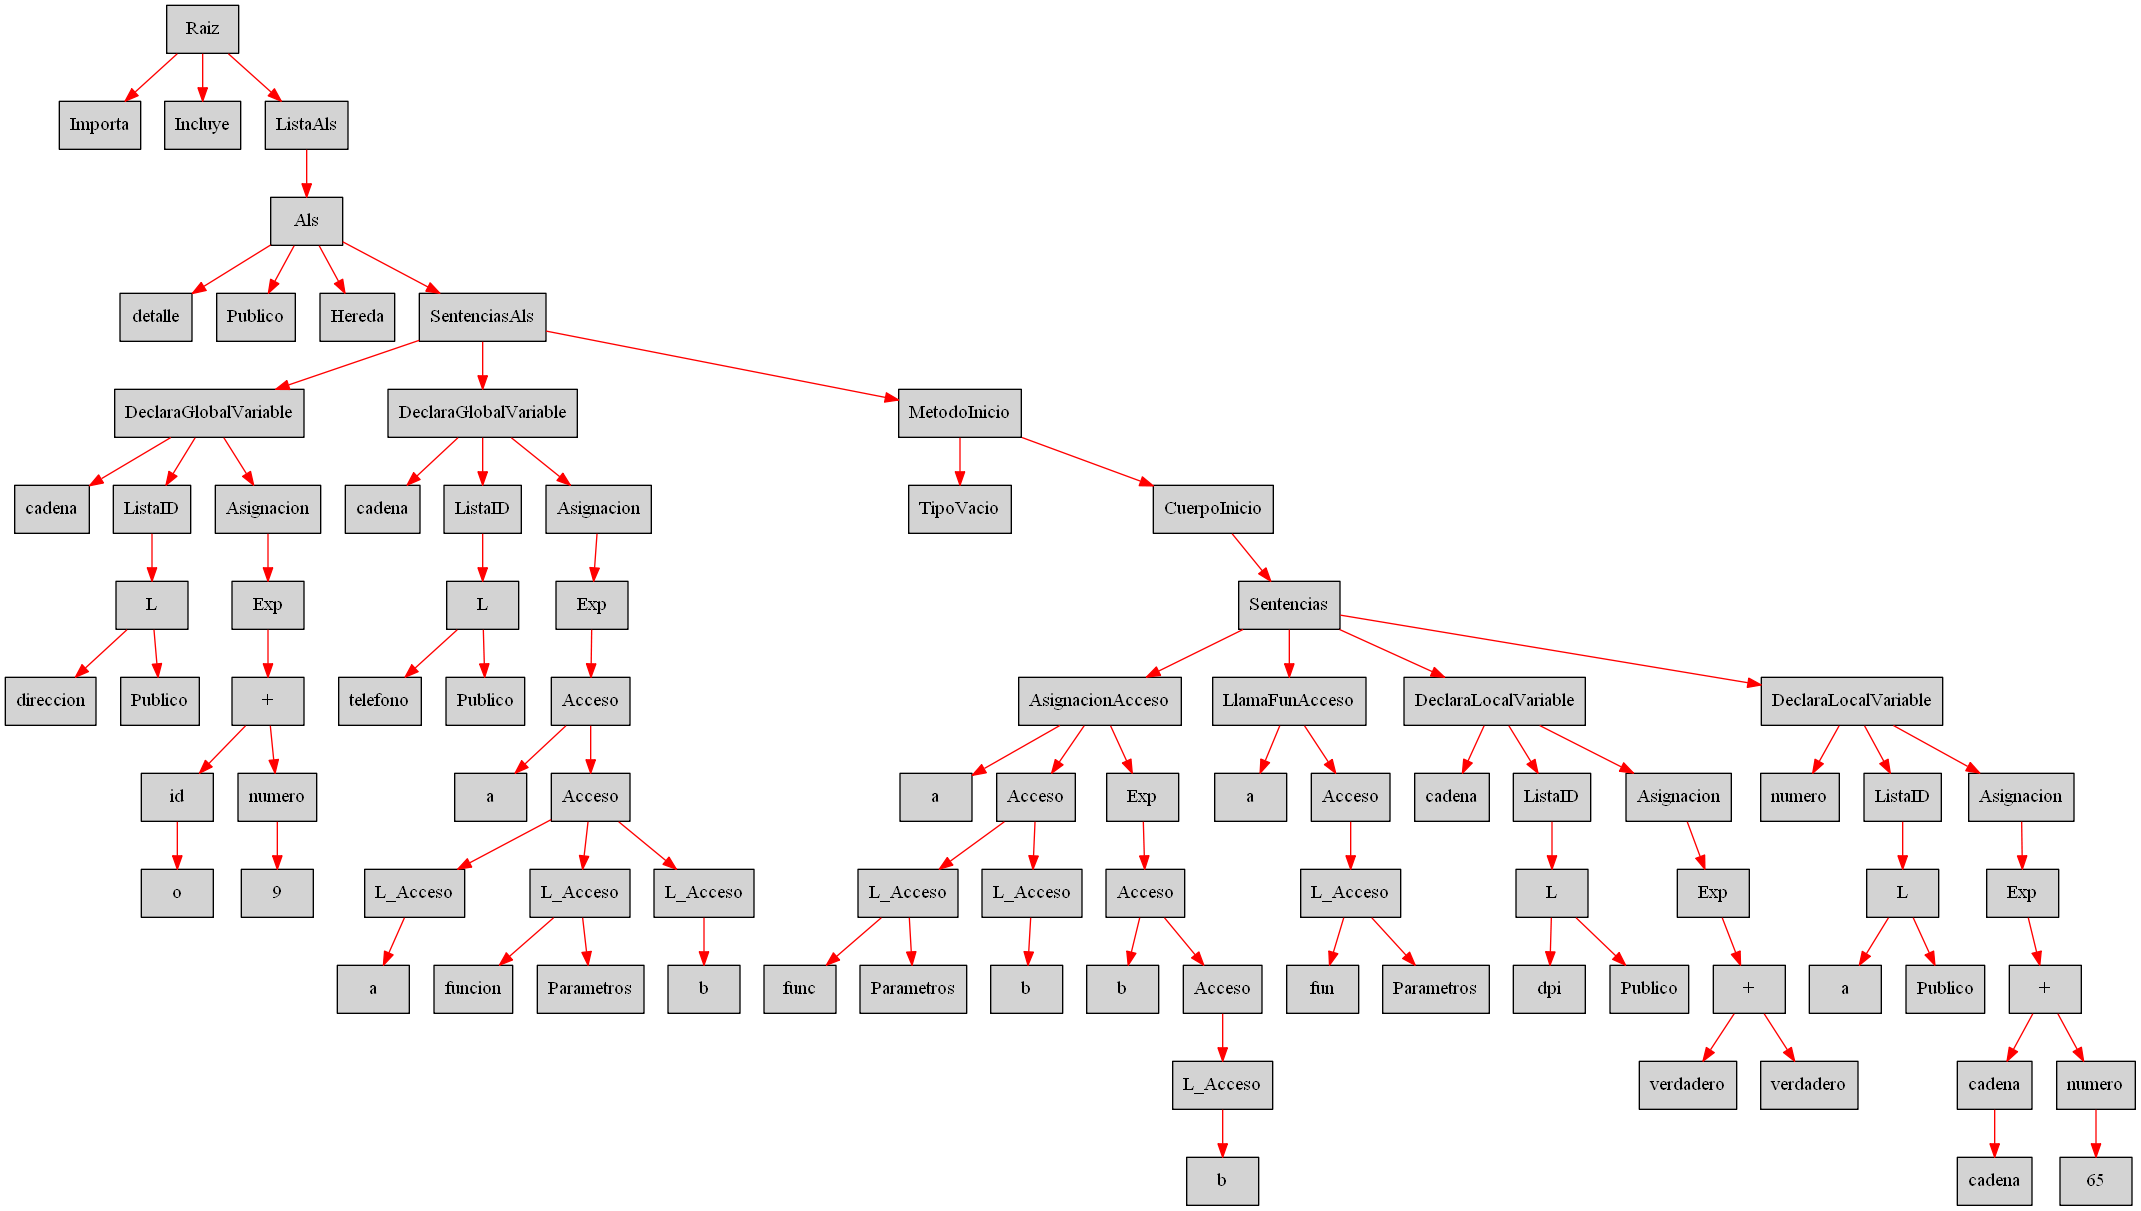 Raiz
Importa Incluye ListaAls
Als
detalle Publico Hereda SentenciasAls
DeclaraGlobalVariable DeclaraGlobalVariable MetodoInicio
cadena ListaID Asignacion cadena ListaID Asignacion TipoVacio CuerpoInicio
L Exp L Exp Sentencias
direccion Publico + telefono Publico Acceso AsignacionAcceso LlamaFunAcceso DeclaraLocalVariable DeclaraLocalVariable
id numero a Acceso a Acceso Exp a Acceso cadena ListaID Asignacion numero ListaID Asignacion
o 9 L_Acceso L_Acceso L_Acceso L_Acceso L_Acceso Acceso L_Acceso L Exp L Exp
a funcion Parametros b func Parametros b b Acceso fun Parametros dpi Publico + a Publico +
L_Acceso verdadero verdadero cadena numero
b cadena 65